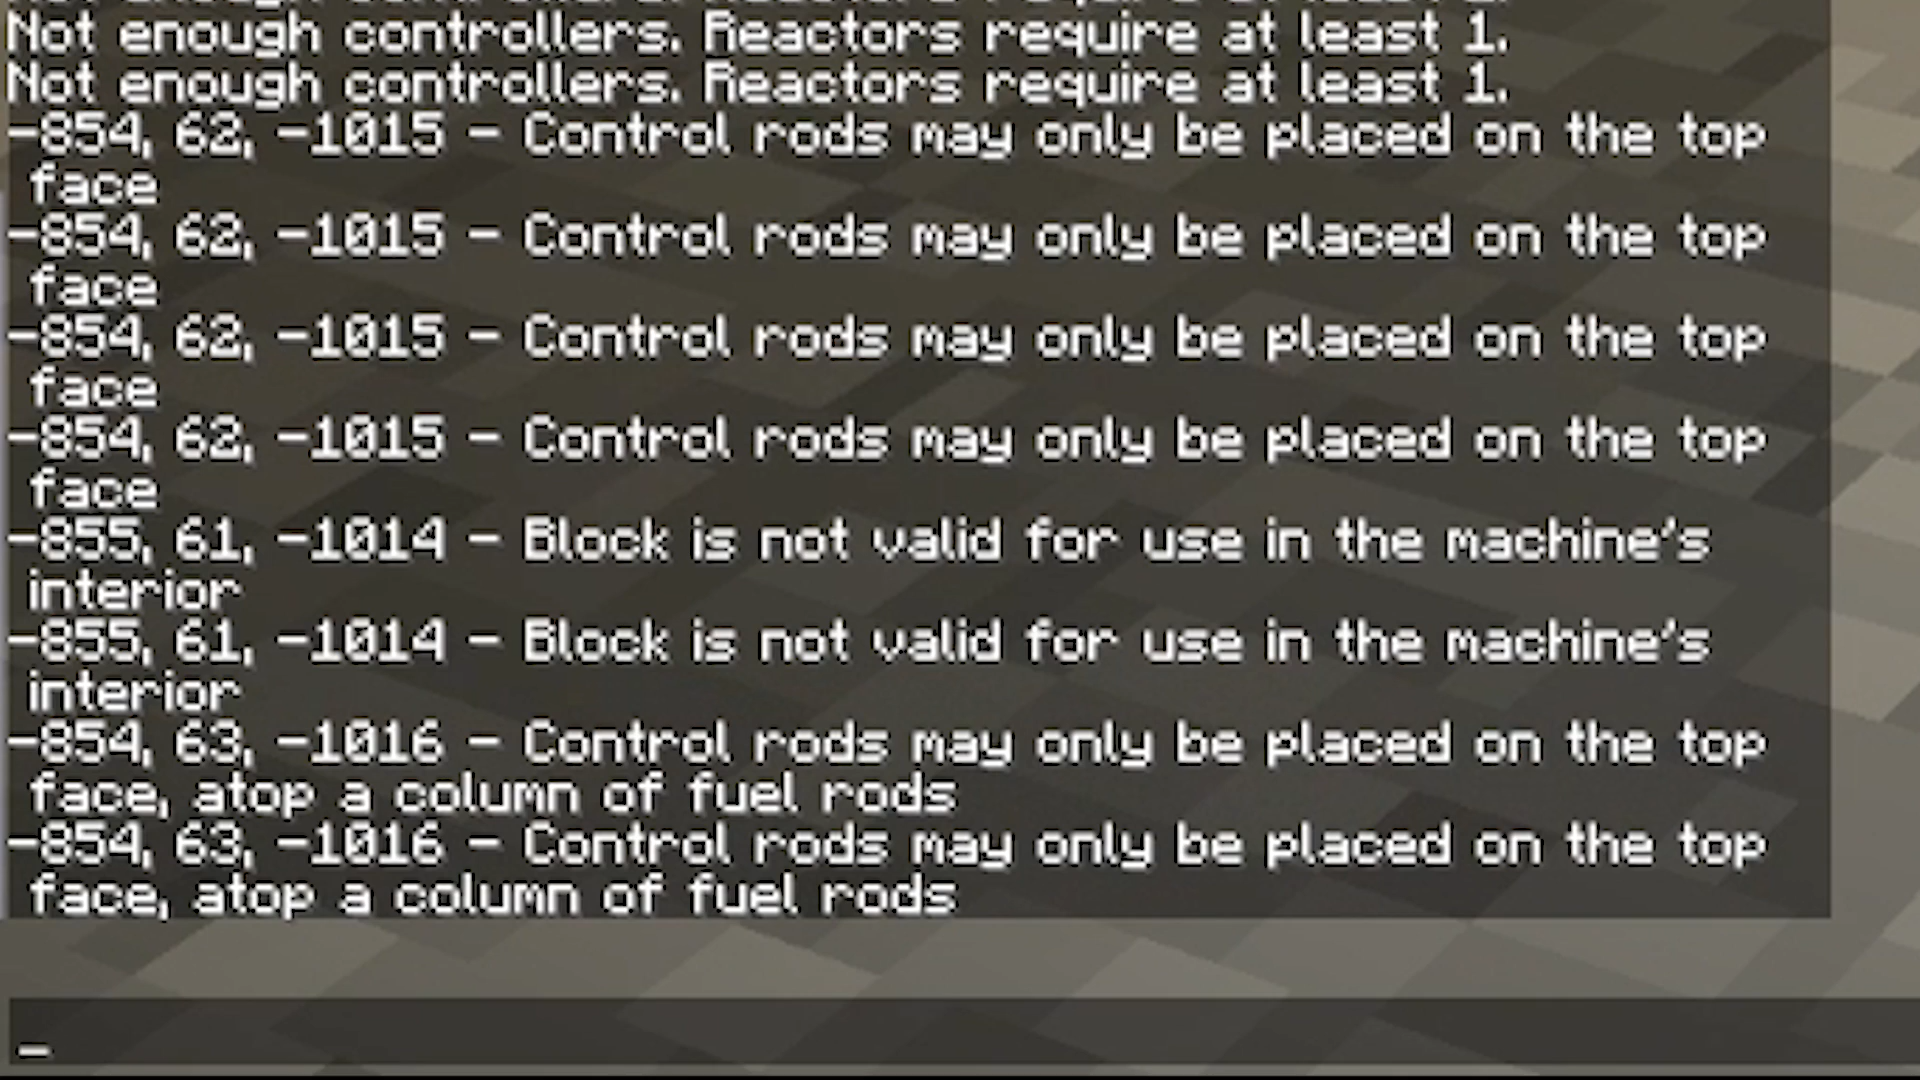 Not enough controllers. Reactors require at least 1.
Not enough controllers. Reactors require at least 1.
-854, 62, -1015 - Control rods may only be placed on the top
face
-854, 62, -1015 - Control rods may only be placed on the top
face
-854, 62, -1015 - Control rods may only be placed on the top
face
-854, 62, -1015 - Control rods may only be placed on the top
face
-855, 61, -1014 - Block is not valid for use in the machine's
interior
-855, 61, -1014 - Block is not valid for use in the machine's
interior
-854, 63, -1016 - Control rods may only be placed on the top
face, atop a column of fuel rods
-854, 63, -1016 - Control rods may only be placed on the top
face, atop a column of fuel rods
_